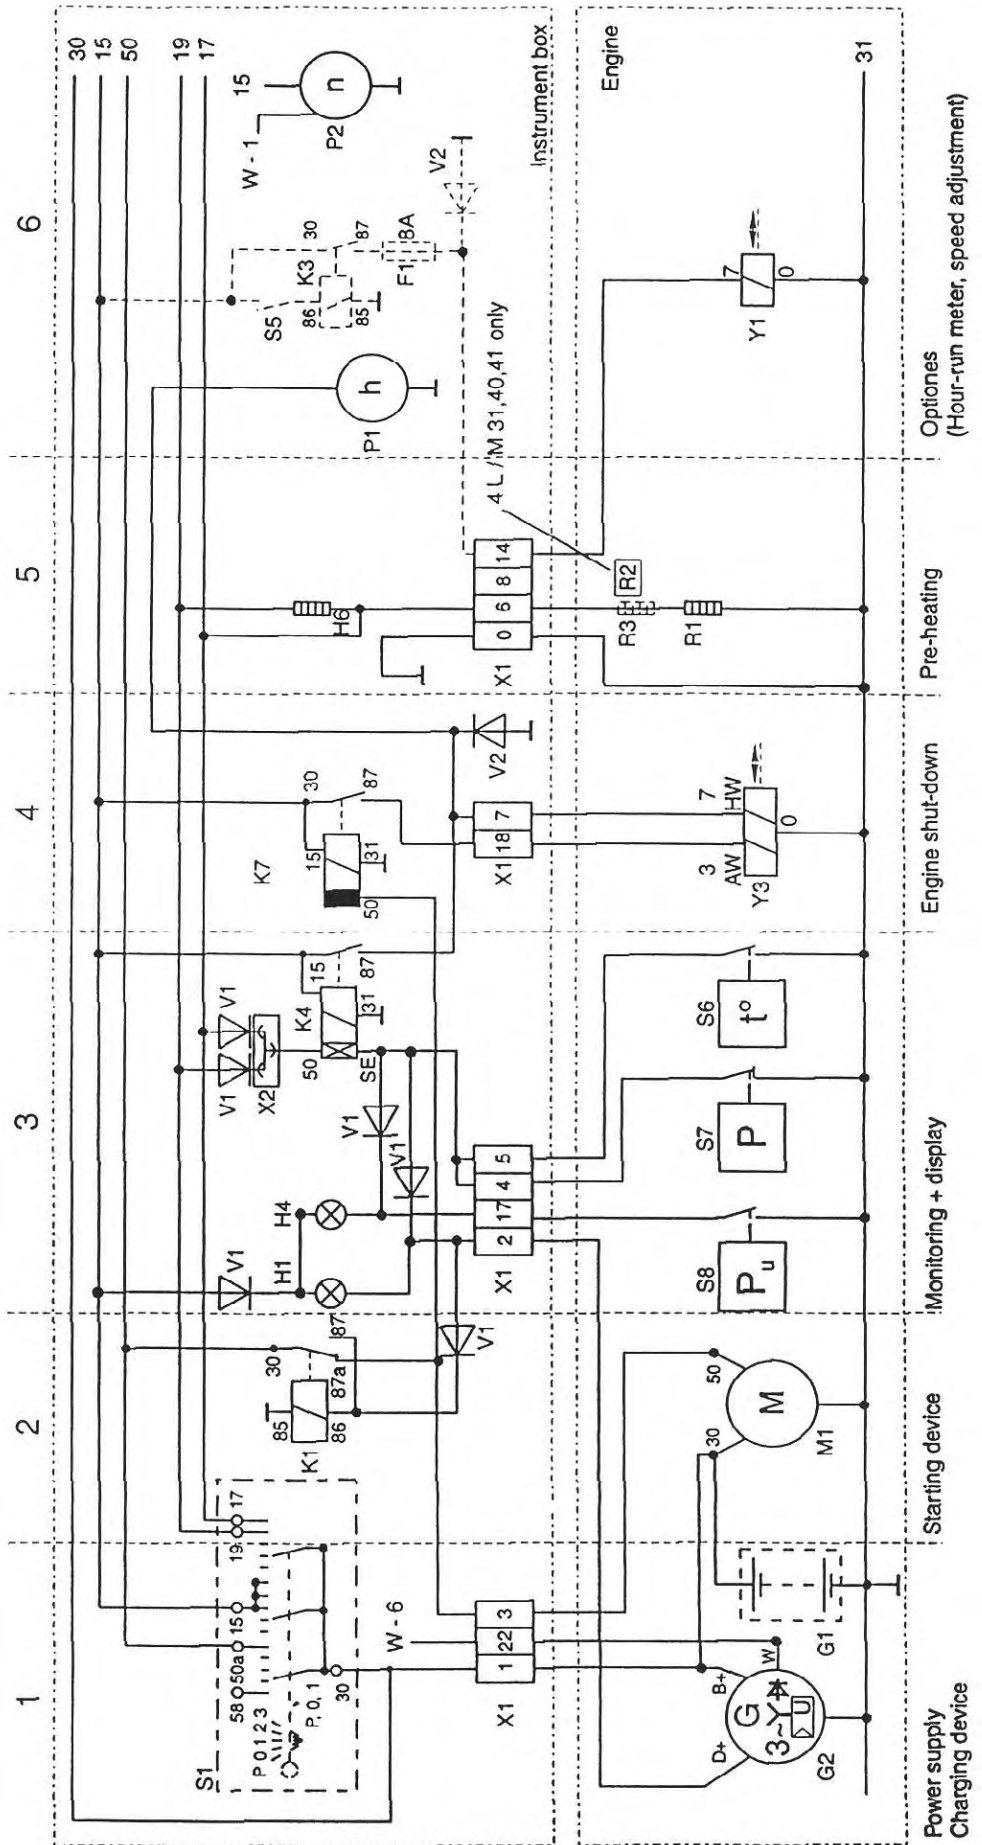 1 2 3 4 5 6
30
15
50
19
17
S1
P 0 1 2 3
P, 0, 1
58 50a 15 19 17
30
W - 6
X1
1 22 3
K1
85
86
30
87a
87
V1
V1
H1
H4
V1
V1
V1
V1
X2
50
SE
K4
15
31
87
X1
2 17 4 5
K7
50
15
31
30
87
X1
18 7
V2
H6
X1
0 6 8 14
4 L / M 31,40,41 only
P1
h
S5
86
85
K3
30
87
F1
8A
V2
W - 1
15
P2
n
Instrument box
D+
B+
W
G
3~
U
G2
G1
30
50
M
M1
S8
Pu
S7
P
S6
t°
3
AW
7
HW
Y3
0
R3
R2
R1
Y1
7
0
Engine
31
Power supply
Charging device
Starting device
Monitoring + display
Engine shut-down
Pre-heating
Optiones
(Hour-run meter, speed adjustment)